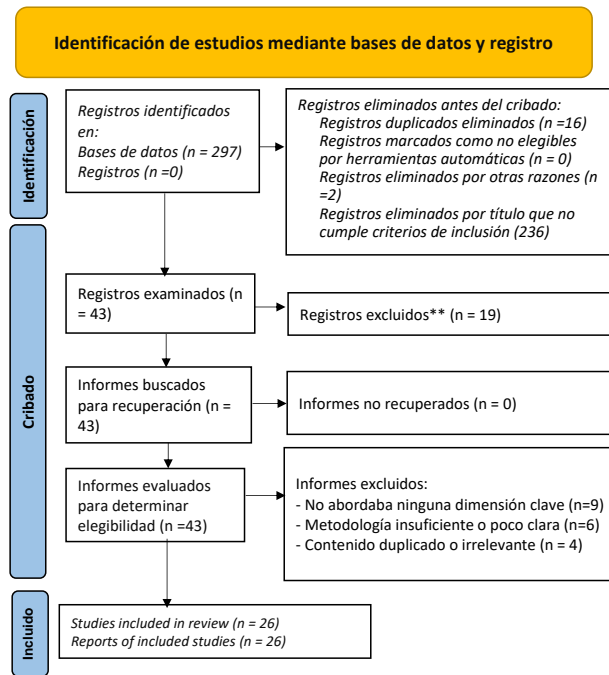 Identificación de estudios mediante bases de datos y registro
Identificación
Registros identificados
en:
Bases de datos (n = 297)
Registros (n =0)
Registros eliminados antes del cribado:
Registros duplicados eliminados (n =16)
Registros marcados como no elegibles
por herramientas automáticas (n = 0)
Registros eliminados por otras razones (n
=2)
Registros eliminados por título que no
cumple criterios de inclusión (236)
Cribado
Registros examinados (n
= 43)
Registros excluidos** (n = 19)
Informes buscados
para recuperación (n =
43)
Informes no recuperados (n = 0)
Informes evaluados
para determinar
elegibilidad (n =43)
Informes excluidos:
- No abordaba ninguna dimensión clave (n=9)
- Metodología insuficiente o poco clara (n=6)
- Contenido duplicado o irrelevante (n = 4)
Incluido
Studies included in review (n = 26)
Reports of included studies (n = 26)